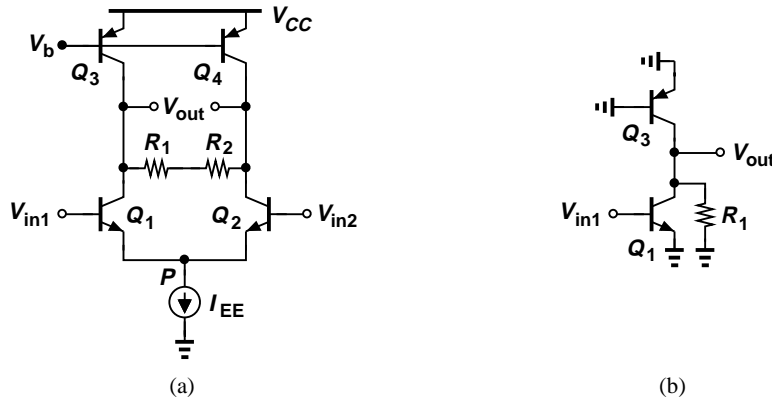 V_CC
V_b
Q_3
Q_4
V_out
R_1
R_2
V_in1
Q_1
Q_2
V_in2
P
I_EE
(a)
Q_3
V_out
V_in1
Q_1
R_1
(b)